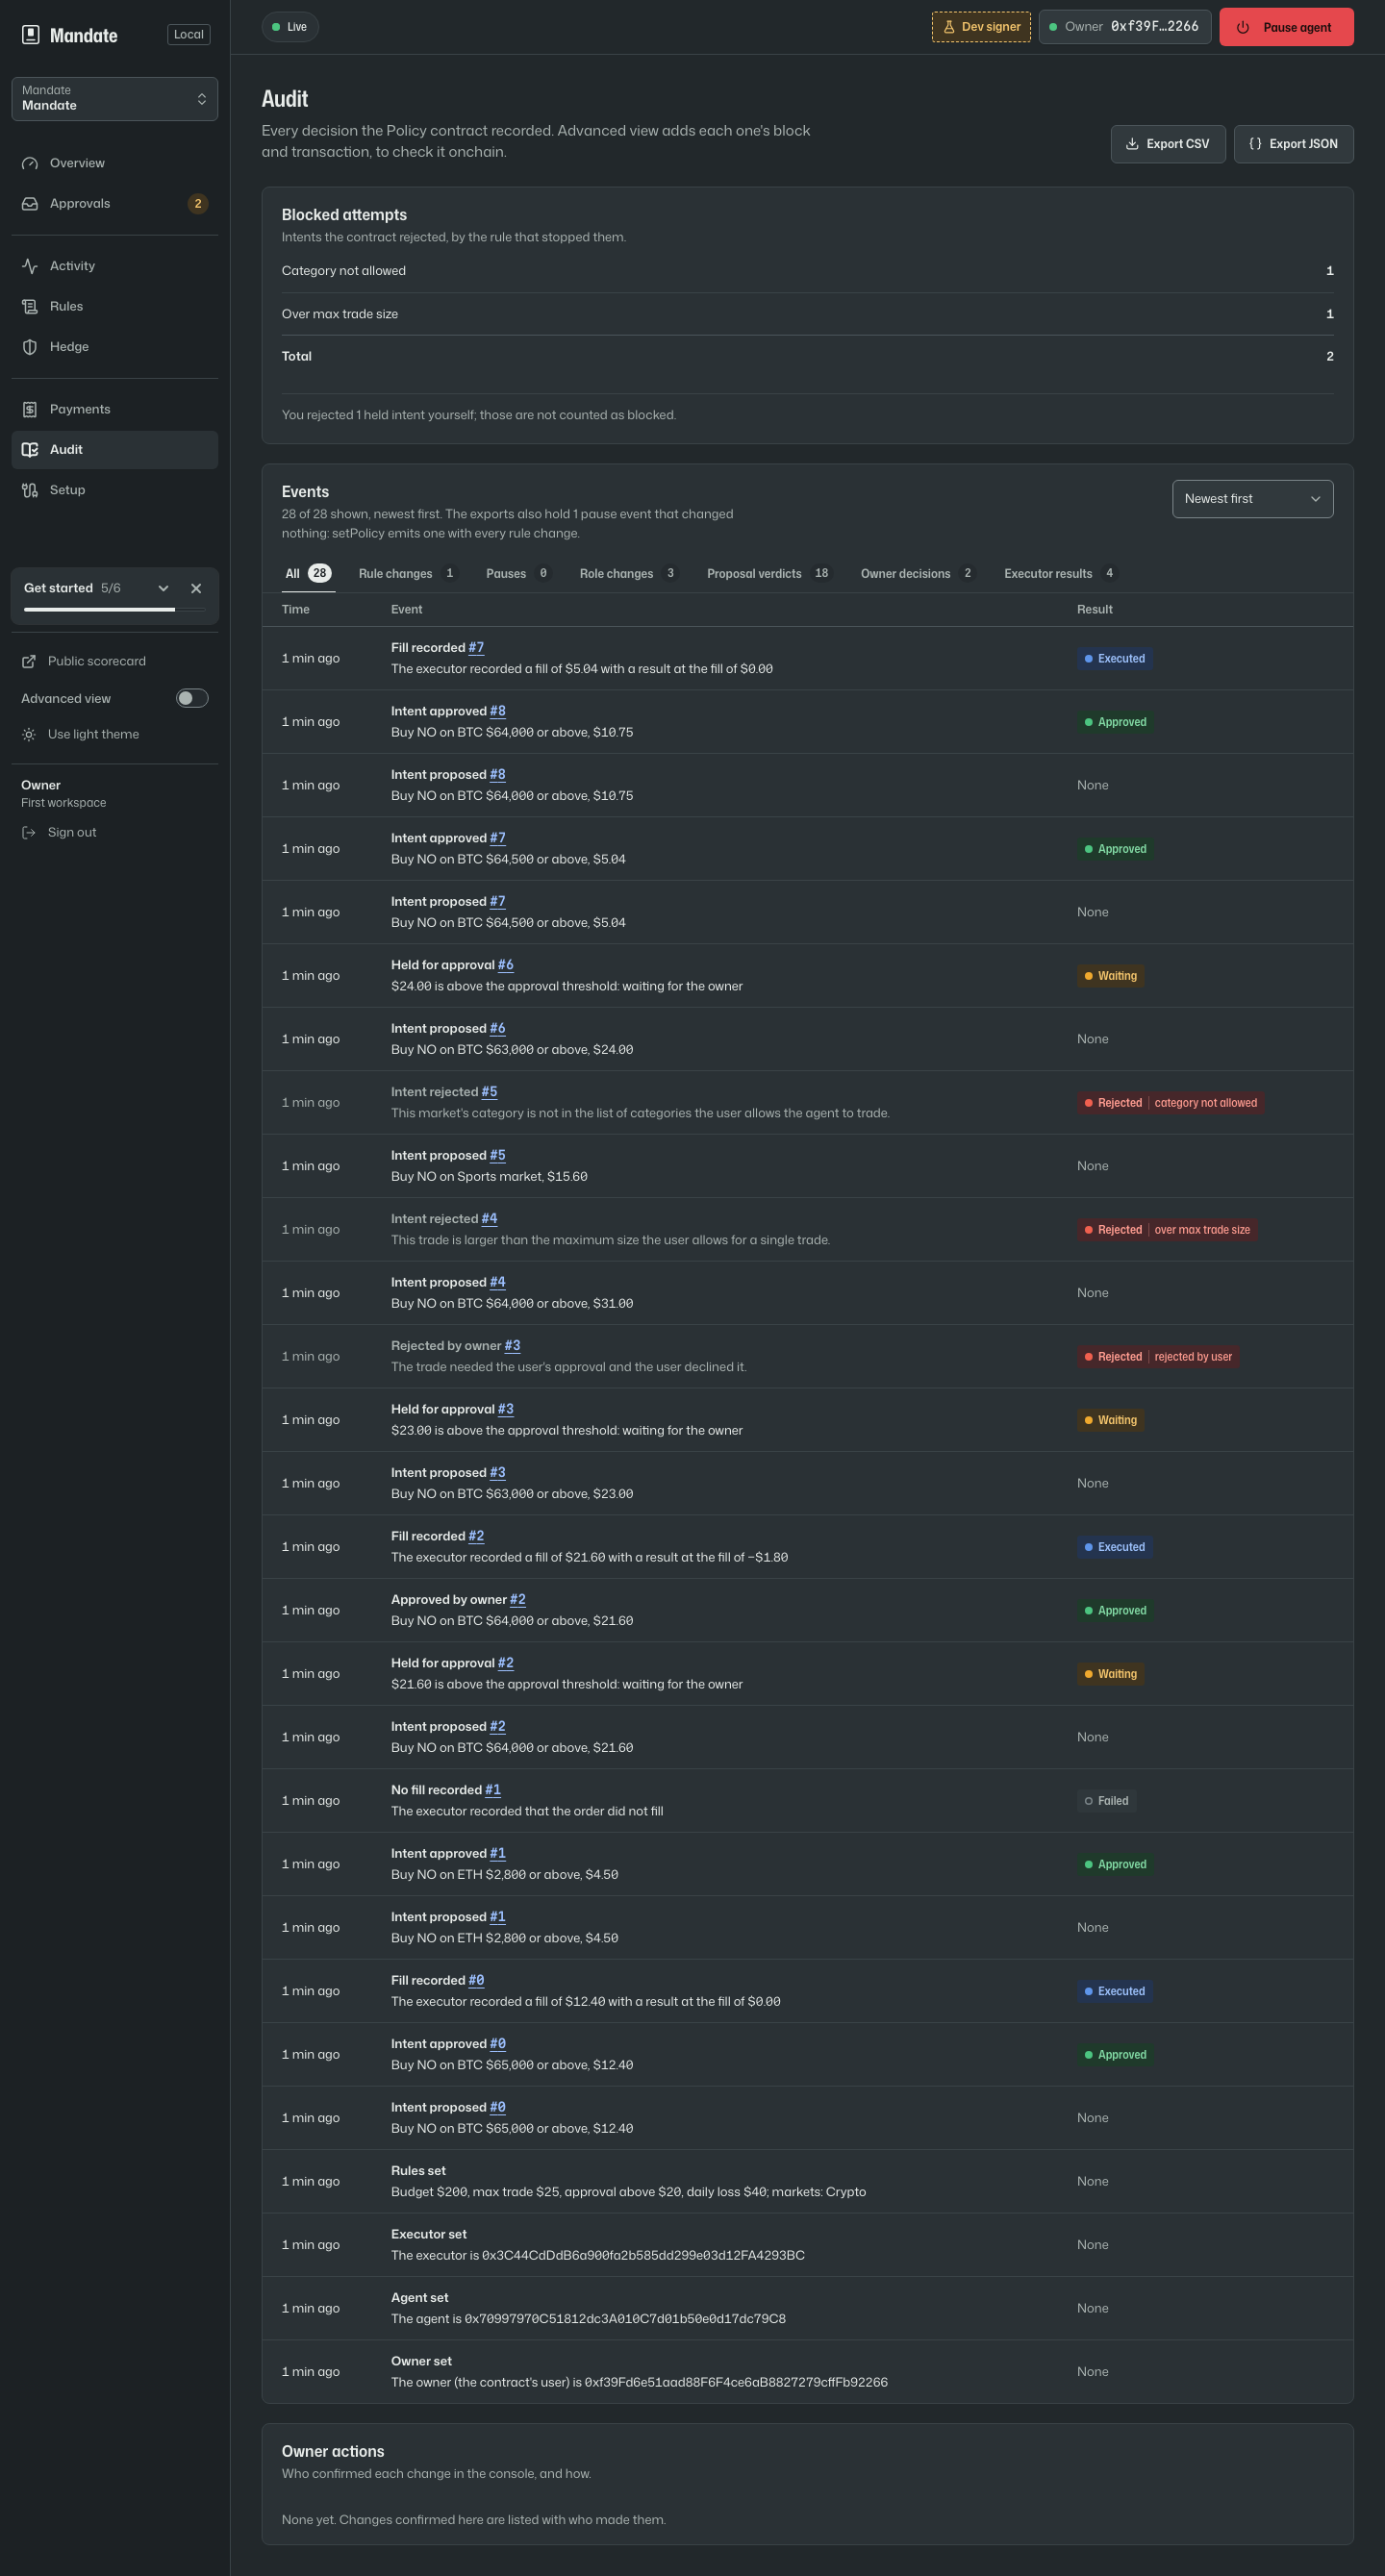 Mandate
Local
Mandate
Mandate
Overview
Approvals 2
Activity
Rules
Hedge
Payments
Audit
Setup
Get started 5/6
Public scorecard
Advanced view
Use light theme
Owner
First workspace
Sign out
Live
Dev signer
Owner 0xf39F…2266
Pause agent
Audit
Every decision the Policy contract recorded. Advanced view adds each one's block
and transaction, to check it onchain.
Export CSV
Export JSON
Blocked attempts
Intents the contract rejected, by the rule that stopped them.
Category not allowed 1
Over max trade size 1
Total 2
You rejected 1 held intent yourself; those are not counted as blocked.
Events
28 of 28 shown, newest first. The exports also hold 1 pause event that changed
nothing: setPolicy emits one with every rule change.
Newest first
All 28 Rule changes 1 Pauses 0 Role changes 3 Proposal verdicts 18 Owner decisions 2 Executor results 4
Time Event Result
1 min ago
Fill recorded #7
The executor recorded a fill of $5.04 with a result at the fill of $0.00
Executed
1 min ago
Intent approved #8
Buy NO on BTC $64,000 or above, $10.75
Approved
1 min ago
Intent proposed #8
Buy NO on BTC $64,000 or above, $10.75
None
1 min ago
Intent approved #7
Buy NO on BTC $64,500 or above, $5.04
Approved
1 min ago
Intent proposed #7
Buy NO on BTC $64,500 or above, $5.04
None
1 min ago
Held for approval #6
$24.00 is above the approval threshold: waiting for the owner
Waiting
1 min ago
Intent proposed #6
Buy NO on BTC $63,000 or above, $24.00
None
1 min ago
Intent rejected #5
This market's category is not in the list of categories the user allows the agent to trade.
Rejected category not allowed
1 min ago
Intent proposed #5
Buy NO on Sports market, $15.60
None
1 min ago
Intent rejected #4
This trade is larger than the maximum size the user allows for a single trade.
Rejected over max trade size
1 min ago
Intent proposed #4
Buy NO on BTC $64,000 or above, $31.00
None
1 min ago
Rejected by owner #3
The trade needed the user's approval and the user declined it.
Rejected rejected by user
1 min ago
Held for approval #3
$23.00 is above the approval threshold: waiting for the owner
Waiting
1 min ago
Intent proposed #3
Buy NO on BTC $63,000 or above, $23.00
None
1 min ago
Fill recorded #2
The executor recorded a fill of $21.60 with a result at the fill of −$1.80
Executed
1 min ago
Approved by owner #2
Buy NO on BTC $64,000 or above, $21.60
Approved
1 min ago
Held for approval #2
$21.60 is above the approval threshold: waiting for the owner
Waiting
1 min ago
Intent proposed #2
Buy NO on BTC $64,000 or above, $21.60
None
1 min ago
No fill recorded #1
The executor recorded that the order did not fill
Failed
1 min ago
Intent approved #1
Buy NO on ETH $2,800 or above, $4.50
Approved
1 min ago
Intent proposed #1
Buy NO on ETH $2,800 or above, $4.50
None
1 min ago
Fill recorded #0
The executor recorded a fill of $12.40 with a result at the fill of $0.00
Executed
1 min ago
Intent approved #0
Buy NO on BTC $65,000 or above, $12.40
Approved
1 min ago
Intent proposed #0
Buy NO on BTC $65,000 or above, $12.40
None
1 min ago
Rules set
Budget $200, max trade $25, approval above $20, daily loss $40; markets: Crypto
None
1 min ago
Executor set
The executor is 0x3C44CdDdB6a900fa2b585dd299e03d12FA4293BC
None
1 min ago
Agent set
The agent is 0x70997970C51812dc3A010C7d01b50e0d17dc79C8
None
1 min ago
Owner set
The owner (the contract's user) is 0xf39Fd6e51aad88F6F4ce6aB8827279cffFb92266
None
Owner actions
Who confirmed each change in the console, and how.
None yet. Changes confirmed here are listed with who made them.